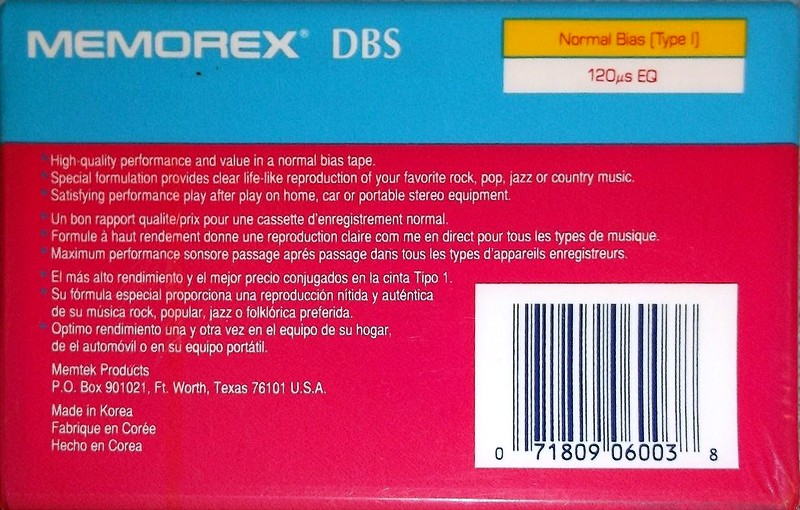 MEMOREX® DBS
Normal Bias [Type I]
120µs EQ
* High-quality performance and value in a normal bias tape.
* Special formulation provides clear life-like reproduction of your favorite rock, pop, jazz or country music.
* Satisfying performance play after play on home, car or portable stereo equipment.
* Un bon rapport qualite/prix pour une cassette d'enregistrement normal.
* Formule à haut rendement donne une reproduction claire com me en direct pour tous les types de musique.
* Maximum performance sonsore passage aprés passage dans tous les types d'appareils enregistreurs.
* El más alto rendimiento y el mejor precio conjugados en la cinta Tipo 1.
* Su fórmula especial proporciona una reproducción nítida y auténtica
de su música rock, popular, jazz o folklórica preferida.
* Optimo rendimiento una y otra vez en el equipo de su hogar,
de el automóvil o en su equipo portátil.
Memtek Products
P.O. Box 901021, Ft. Worth, Texas 76101 U.S.A.
Made in Korea
Fabrique en Corée
Hecho en Corea
0 71809 06003 8